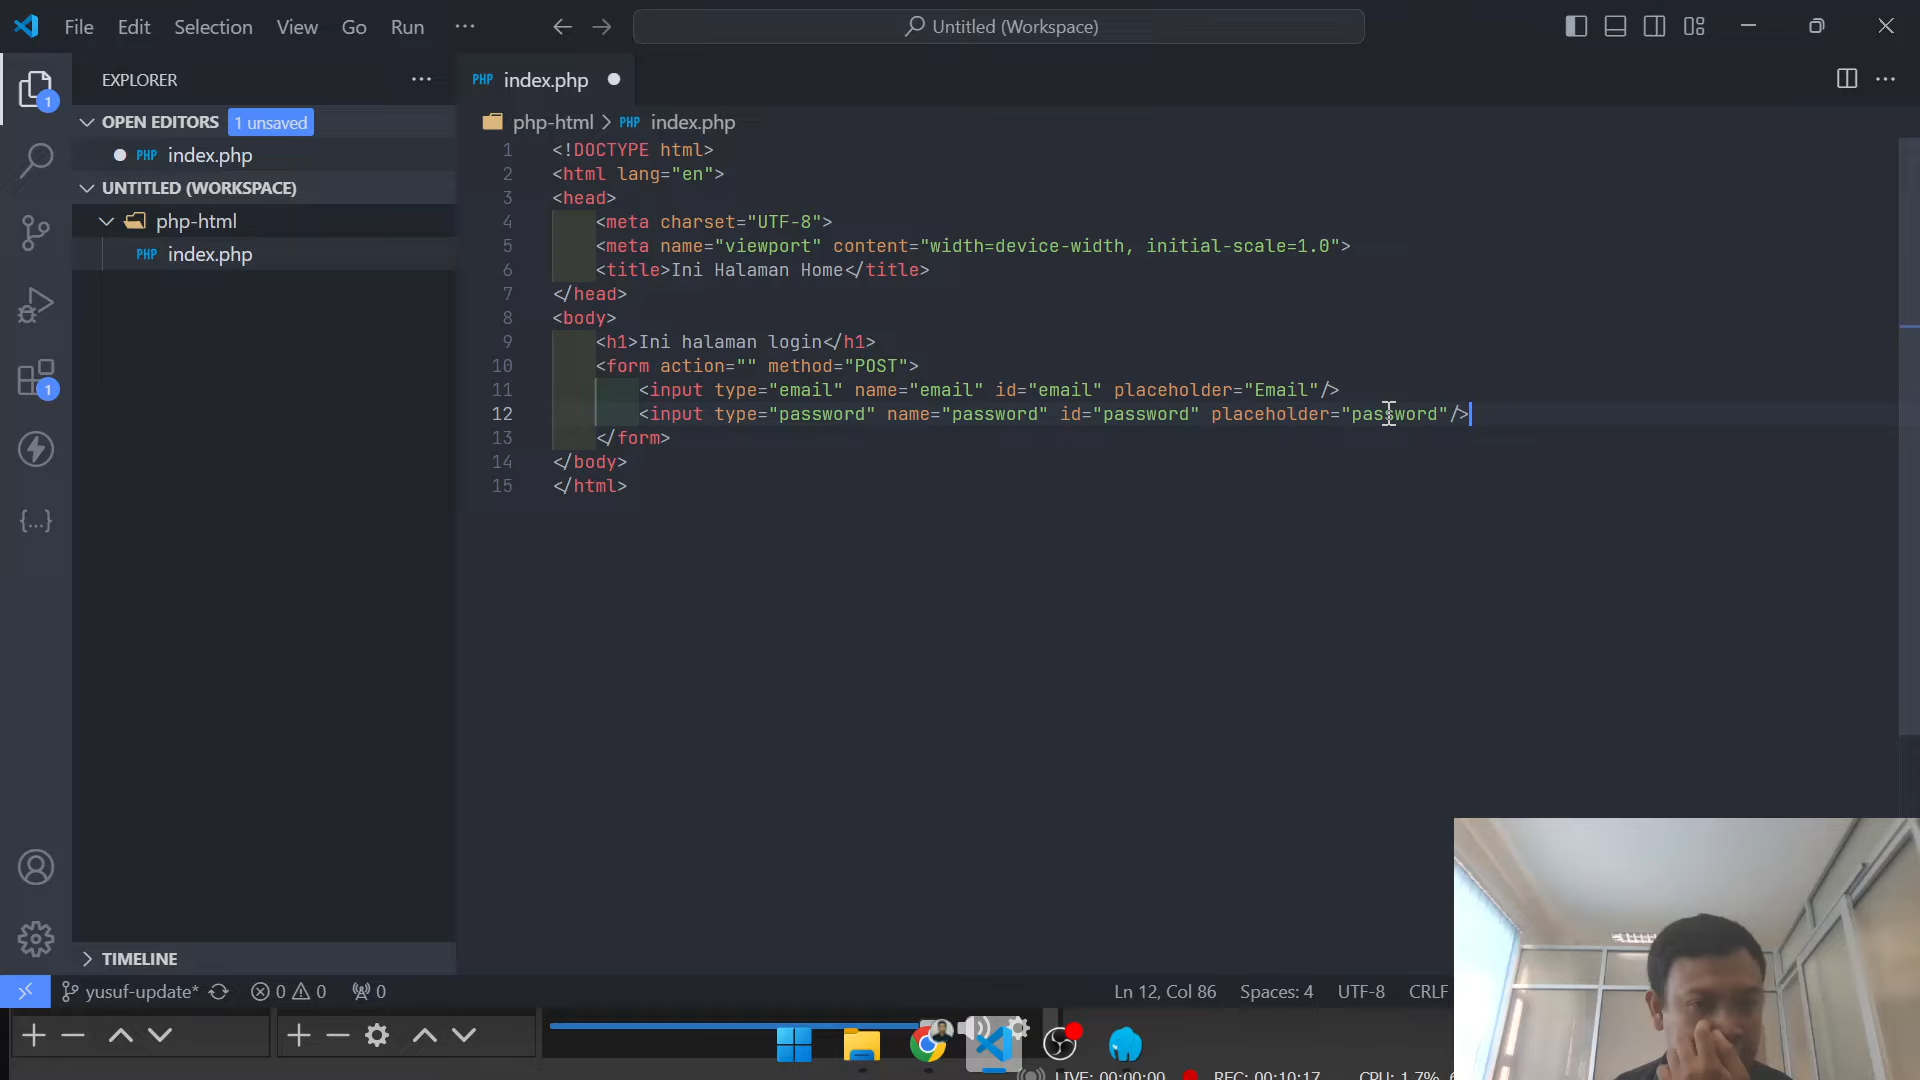 File Edit Selection View Go Run ··· Untitled (Workspace)
EXPLORER ···
OPEN EDITORS 1 unsaved
PHP index.php
UNTITLED (WORKSPACE)
php-html
PHP index.php
TIMELINE
PHP index.php
php-html > PHP index.php
1 <!DOCTYPE html>
2 <html lang="en">
3 <head>
4 <meta charset="UTF-8">
5 <meta name="viewport" content="width=device-width, initial-scale=1.0">
6 <title>Ini Halaman Home</title>
7 </head>
8 <body>
9 <h1>Ini halaman login</h1>
10 <form action="" method="POST">
11 <input type="email" name="email" id="email" placeholder="Email"/>
12 <input type="password" name="password" id="password" placeholder="password"/>
13 </form>
14 </body>
15 </html>
1
1
{...}
yusuf-update* 0 0 0 Ln 12, Col 86 Spaces: 4 UTF-8 CRLF
LIVE: 00:00:00 REC: 00:10:17 CPU: 1.7%